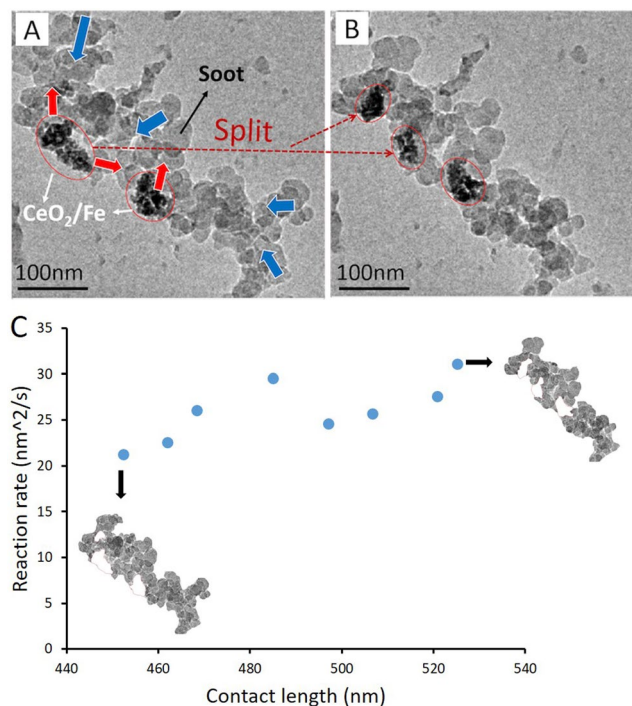 A
B
Soot
Split
CeO₂/Fe
100nm
100nm
C
35
30
25
20
15
10
5
0
440
460
480
500
520
540
Reaction rate (nm^2/s)
Contact length (nm)